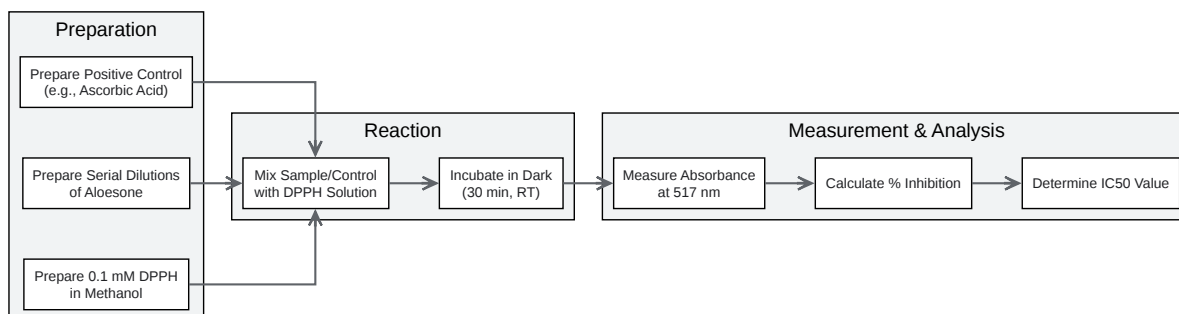 Preparation
Prepare Positive Control
(e.g., Ascorbic Acid)
Prepare Serial Dilutions
of Aloesone
Prepare 0.1 mM DPPH
in Methanol
Reaction
Mix Sample/Control
with DPPH Solution
Incubate in Dark
(30 min, RT)
Measurement & Analysis
Measure Absorbance
at 517 nm
Calculate % Inhibition
Determine IC50 Value